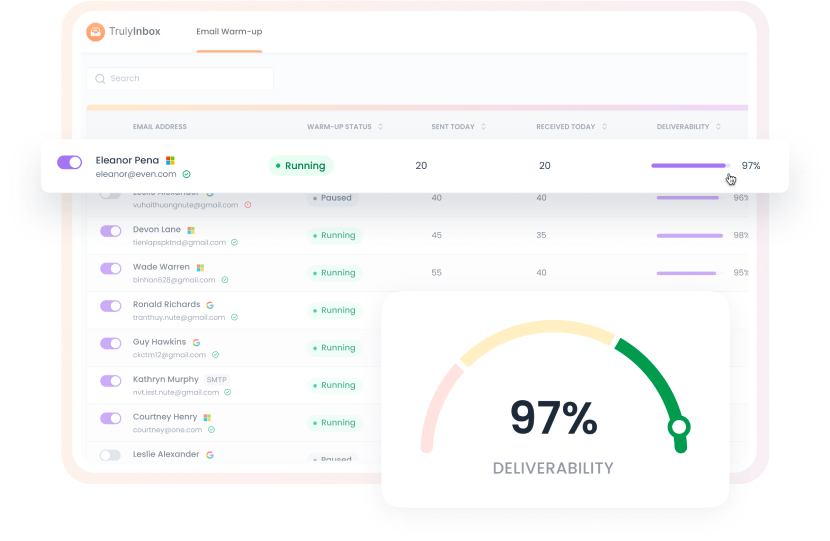 TrulyInbox
Email Warm-up
Search
EMAIL ADDRESS WARM-UP STATUS SENT TODAY RECEIVED TODAY DELIVERABILITY
Eleanor Pena Running 20 20 97%
eleanor@even.com
Leslie Alexander Paused 40 40 96%
vuhaithuongnute@gmail.com
Devon Lane Running 45 35 98%
tienlapspktnd@gmail.com
Wade Warren Running 55 40 95%
binhan628@gmail.com
Ronald Richards Running
tranthuy.nute@gmail.com
Guy Hawkins Running
ckctm12@gmail.com
Kathryn Murphy SMTP Running
nvt.isst.nute@gmail.com
Courtney Henry Running
courtney@one.com
Leslie Alexander Paused
97%
DELIVERABILITY